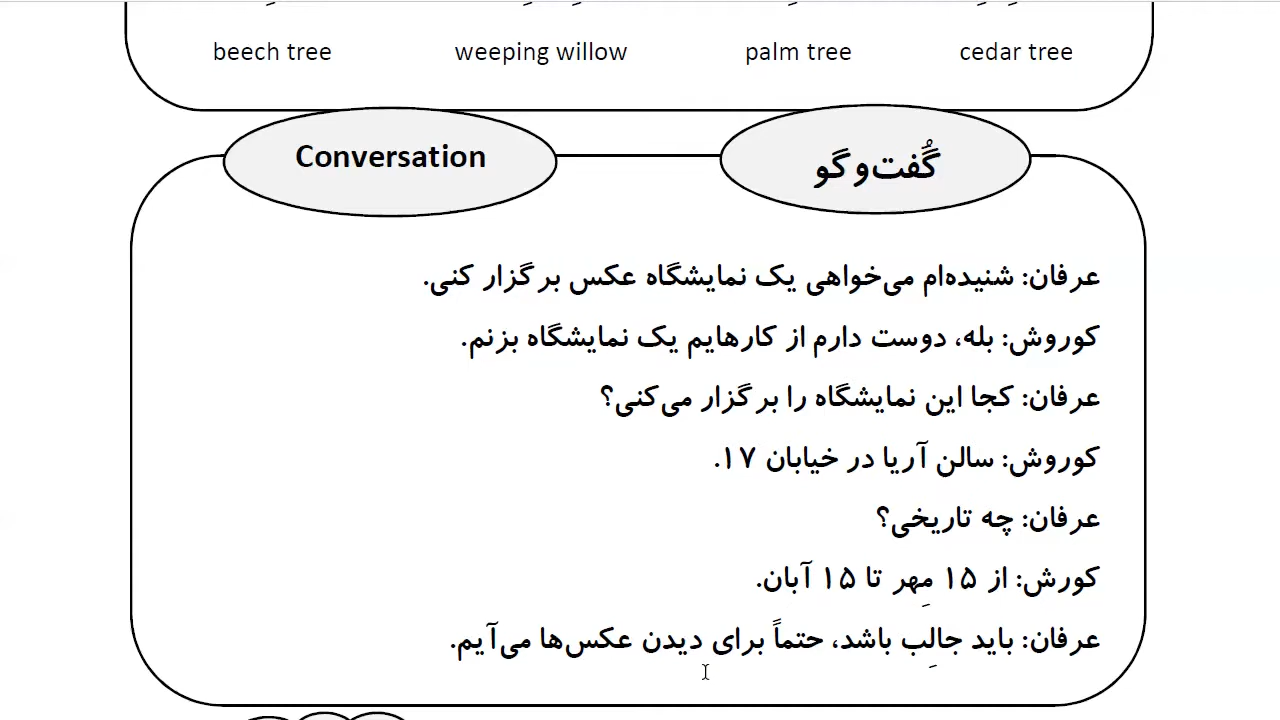 beech tree weeping willow palm tree cedar tree
Conversation گُفت‌وگو
عرفان: شنیده‌ام می‌خواهی یک نمایشگاه عکس برگزار کنی.
کوروش: بله، دوست دارم از کارهایم یک نمایشگاه بزنم.
عرفان: کجا این نمایشگاه را برگزار می‌کنی؟
کوروش: سالن آریا در خیابان ۱۷.
عرفان: چه تاریخی؟
کورش: از ۱۵ مِهر تا ۱۵ آبان.
عرفان: باید جالِب باشد، حتماً برای دیدن عکس‌ها می‌آیم.